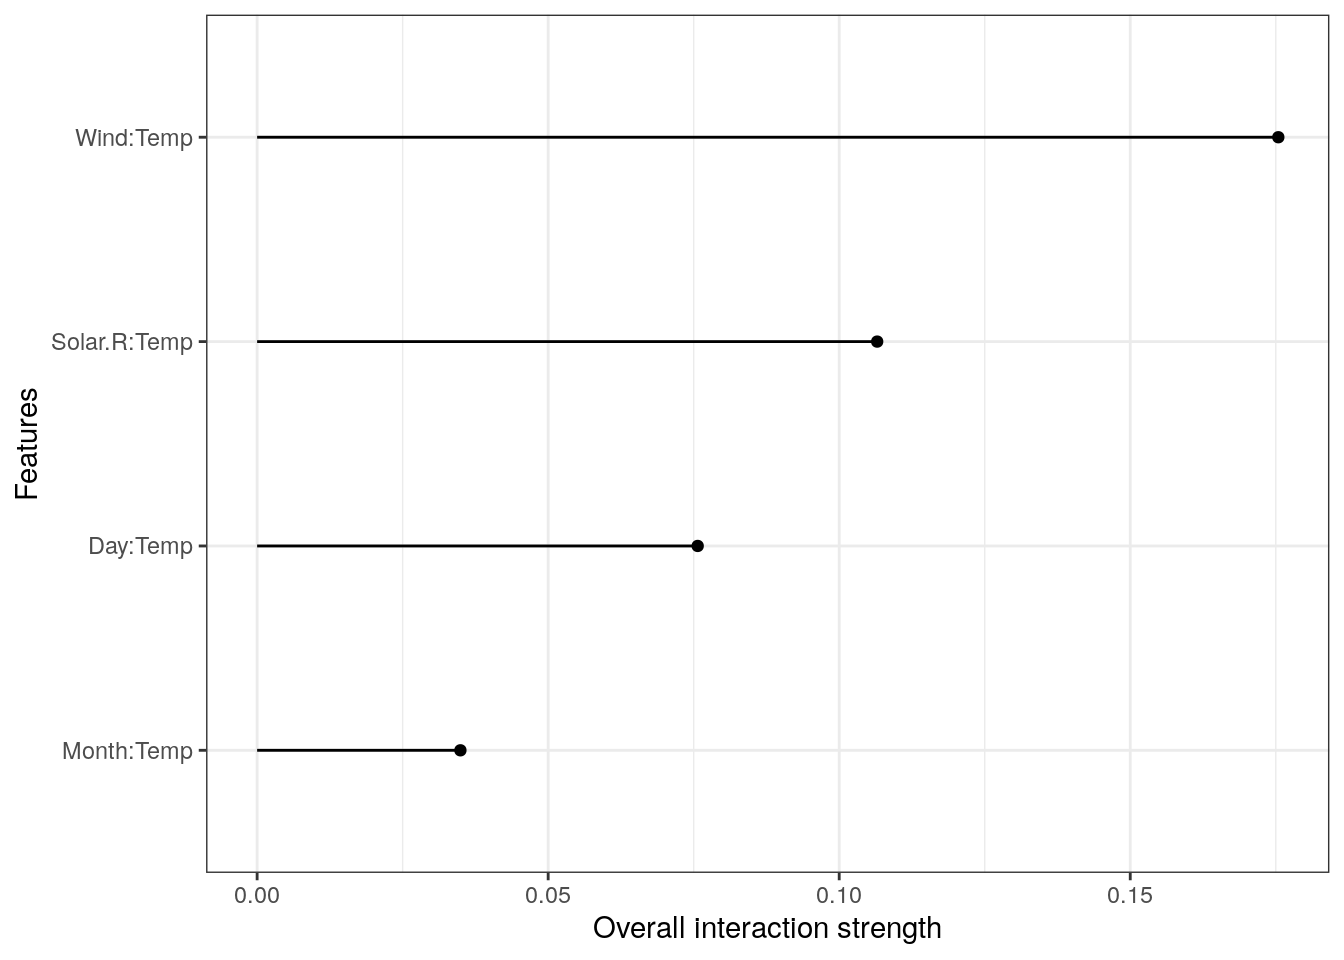 Features
Wind:Temp
Solar.R:Temp
Day:Temp
Month:Temp
0.00 0.05 0.10 0.15
Overall interaction strength